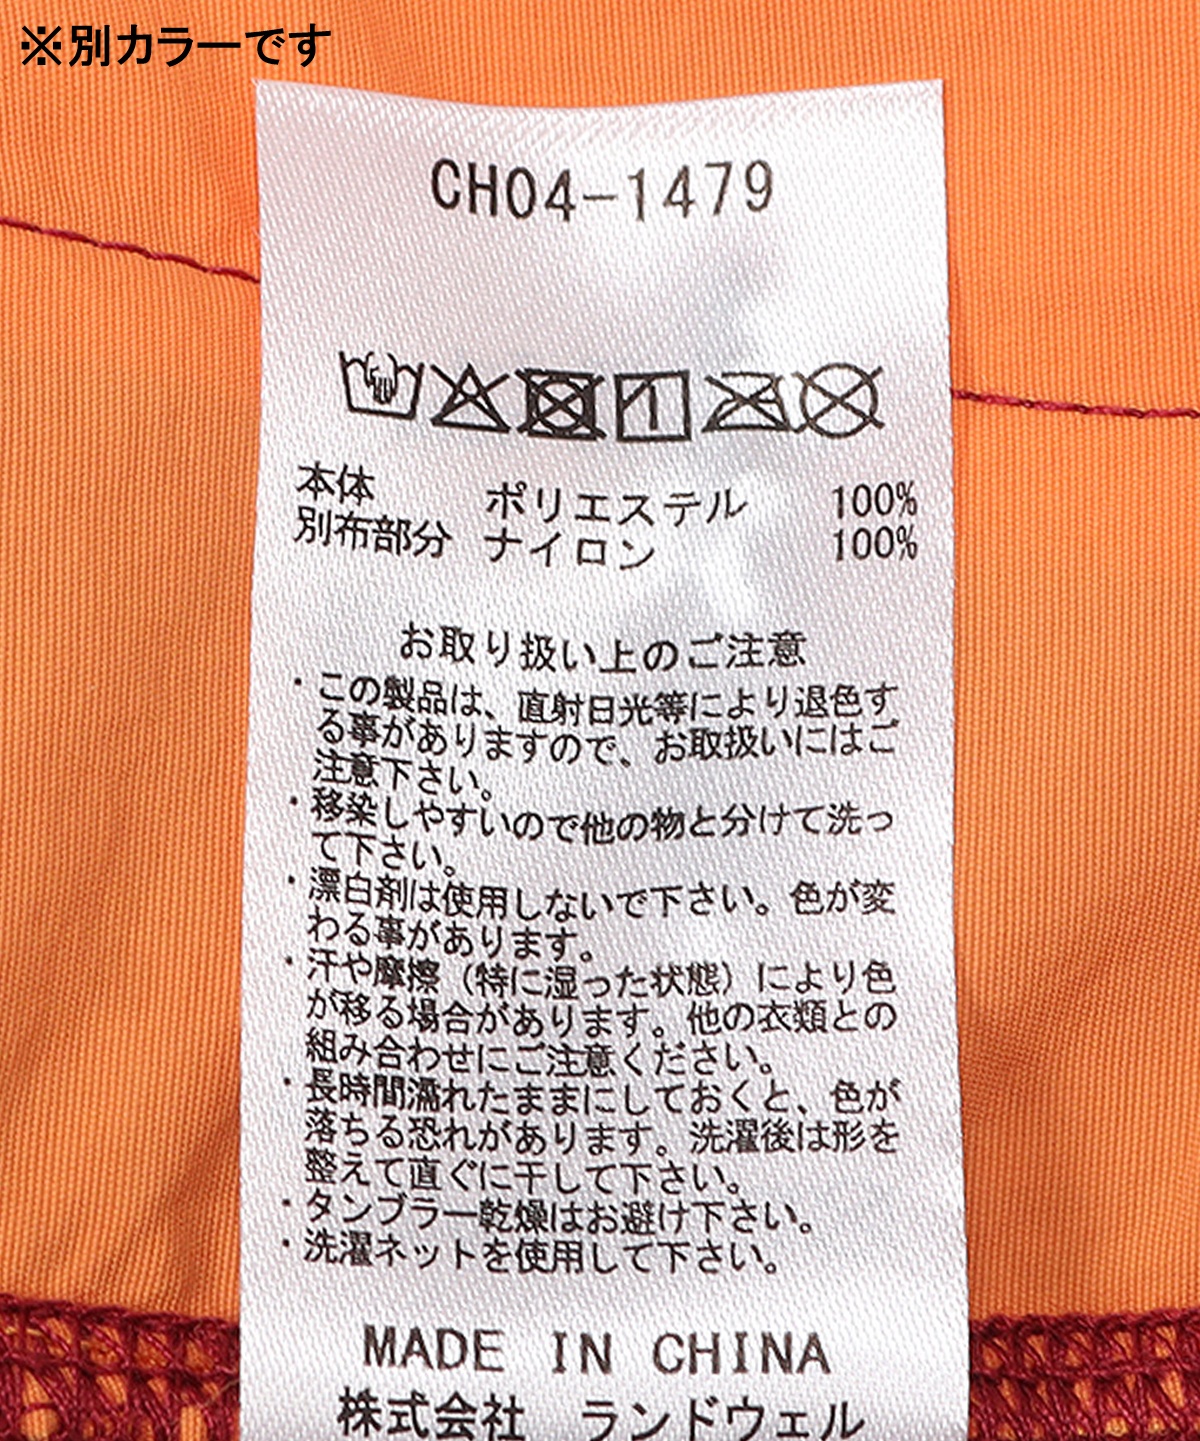 ※別カラーです
CH04-1479
本体 ポリエステル 100%
別布部分 ナイロン 100%
お取り扱い上のご注意
・この製品は、直射日光等により退色す
る事がありますので、お取扱いにはご
注意下さい。
・移染しやすいので他の物と分けて洗っ
て下さい。
・漂白剤は使用しないで下さい。色が変
わる事があります。
・汗や摩擦（特に湿った状態）により色
が移る場合があります。他の衣類との
組み合わせにご注意ください。
・長時間濡れたままにしておくと、色が
落ちる恐れがあります。洗濯後は形を
整えて直ぐに干して下さい。
・タンブラー乾燥はお避け下さい。
・洗濯ネットを使用して下さい。
MADE IN CHINA
株式会社 ランドウェル